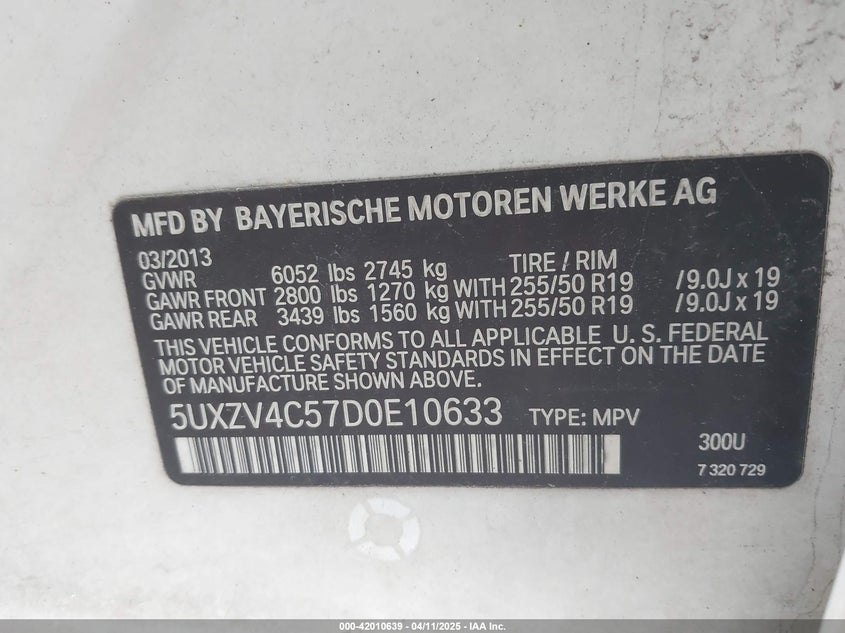 MFD BY BAYERISCHE MOTOREN WERKE AG
03/2013 TIRE / RIM
GVWR 6052 lbs 2745 kg
GAWR FRONT 2800 lbs 1270 kg WITH 255/50 R19 /9.0J x 19
GAWR REAR 3439 lbs 1560 kg WITH 255/50 R19 /9.0J x 19
THIS VEHICLE CONFORMS TO ALL APPLICABLE U. S. FEDERAL
MOTOR VEHICLE SAFETY STANDARDS IN EFFECT ON THE DATE
OF MANUFACTURE SHOWN ABOVE.
5UXZV4C57D0E10633 TYPE: MPV
300U
7 320 729
000-42010639 - 04/11/2025 - IAA Inc.